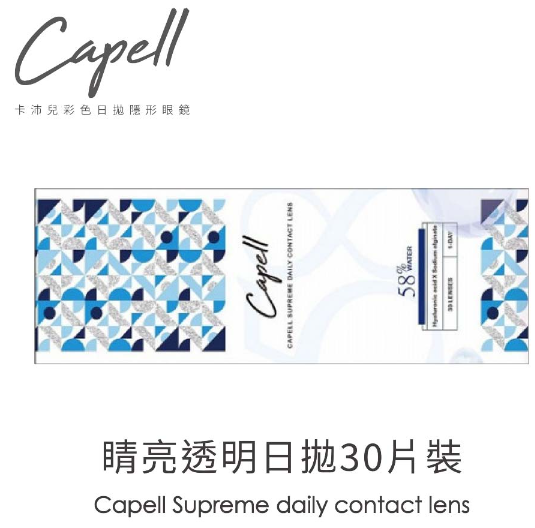 Capell
卡沛兒彩色日拋隱形眼鏡
Capell
CAPELL SUPREME DAILY CONTACT LENS
58% WATER
Hyaluronic acid X Sodium alginate
30 LENSES 1-DAY
睛亮透明日拋30片裝
Capell Supreme daily contact lens